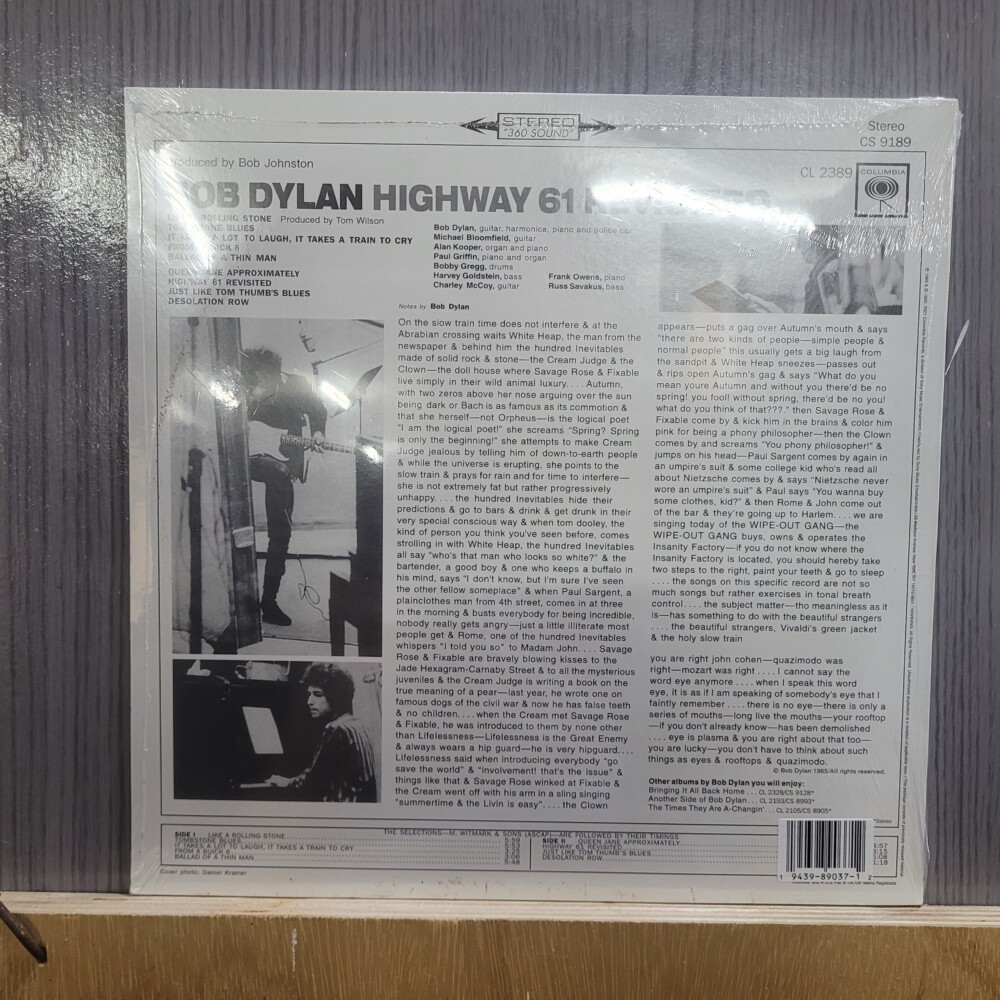 STEREO
"360 SOUND"
Stereo
CS 9189
Produced by Bob Johnston
CL 2389
COLUMBIA
BOB DYLAN HIGHWAY 61
LIKE A ROLLING STONE Produced by Tom Wilson
TOMBSTONE BLUES
IT TAKES A LOT TO LAUGH, IT TAKES A TRAIN TO CRY
FROM A BUICK 6
BALLAD OF A THIN MAN
QUEEN JANE APPROXIMATELY
HIGHWAY 61 REVISITED
JUST LIKE TOM THUMB'S BLUES
DESOLATION ROW
Bob Dylan, guitar, harmonica, piano and police car
Michael Bloomfield, guitar
Alan Kooper, organ and piano
Paul Griffin, piano and organ
Bobby Gregg, drums
Harvey Goldstein, bass Frank Owens, piano
Charley McCoy, guitar Russ Savakus, bass
Notes by Bob Dylan
On the slow train time does not interfere & at the
Abrabian crossing waits White Heap, the man from the
newspaper & behind him the hundred Inevitables
made of solid rock & stone—the Cream Judge & the
Clown—the doll house where Savage Rose & Fixable
live simply in their wild animal luxury. . . . Autumn,
with two zeros above her nose arguing over the sun
being dark or Bach is as famous as its commotion &
that she herself—not Orpheus—is the logical poet
"I am the logical poet!" she screams "Spring? Spring
is only the beginning!" she attempts to make Cream
Judge jealous by telling him of down-to-earth people
& while the universe is erupting, she points to the
slow train & prays for rain and for time to interfere—
she is not extremely fat but rather progressively
unhappy. . . . the hundred Inevitables hide their
predictions & go to bars & drink & get drunk in their
very special conscious way & when tom dooley, the
kind of person you think you've seen before, comes
strolling in with White Heap, the hundred Inevitables
all say "who's that man who looks so white?" & the
bartender, a good boy & one who keeps a buffalo in
his mind, says "I don't know, but I'm sure I've seen
the other fellow someplace" & when Paul Sargent, a
plainclothes man from 4th street, comes in at three
in the morning & busts everybody for being incredible,
nobody really gets angry—just a little illiterate most
people get & Rome, one of the hundred Inevitables
whispers "I told you so" to Madam John. . . . Savage
Rose & Fixable are bravely blowing kisses to the
Jade Hexagram-Carnaby Street & to all the mysterious
juveniles & the Cream Judge is writing a book on the
true meaning of a pear—last year, he wrote one on
famous dogs of the civil war & now he has false teeth
& no children. . . .when the Cream met Savage Rose
& Fixable, he was introduced to them by none other
than Lifelessness—Lifelessness is the Great Enemy
& always wears a hip guard—he is very hipguard. . . .
Lifelessness said when introducing everybody "go
save the world" & "involvement! that's the issue" &
things like that & Savage Rose winked at Fixable &
the Cream went off with his arm in a sling singing
"summertime & the Livin is easy". . . . the Clown
appears—puts a gag over Autumn's mouth & says
"there are two kinds of people—simple people &
normal people" this usually gets a big laugh from
the sandpit & White Heap sneezes—passes out
& rips open Autumn's gag & says "What do you
mean youre Autumn and without you there'd be no
spring! you fool! without spring, there'd be no you!
what do you think of that???." then Savage Rose &
Fixable come by & kick him in the brains & color him
pink for being a phony philosopher—then the Clown
comes by and screams "You phony philosopher!" &
jumps on his head—Paul Sargent comes by again in
an umpire's suit & some college kid who's read all
about Nietzsche comes by & says "Nietzsche never
wore an umpire's suit" & Paul says "You wanna buy
some clothes, kid?" & then Rome & John come out
of the bar & they're going up to Harlem. . . . we are
singing today of the WIPE-OUT GANG—the
WIPE-OUT GANG buys, owns & operates the
Insanity Factory—if you do not know where the
Insanity Factory is located, you should hereby take
two steps to the right, paint your teeth & go to sleep
. . . . the songs on this specific record are not so
much songs but rather exercises in tonal breath
control. . . . the subject matter—tho meaningless as it
is—has something to do with the beautiful strangers
. . . . the beautiful strangers, Vivaldi's green jacket
& the holy slow train
you are right john cohen—quazimodo was
right—mozart was right . . . . I cannot say the
word eye anymore . . . . when I speak this word
eye, it is as if I am speaking of somebody's eye that I
faintly remember . . . . there is no eye—there is only a
series of mouths—long live the mouths—your rooftop
—if you don't already know—has been demolished
. . . . eye is plasma & you are right about that too—
you are lucky—you don't have to think about such
things as eyes & rooftops & quazimodo.
© Bob Dylan 1965/All rights reserved.
Other albums by Bob Dylan you will enjoy:
Bringing It All Back Home . . . CL 2328/CS 9128*
Another Side of Bob Dylan . . . CL 2193/CS 8993*
The Times They Are A-Changin' . . . CL 2105/CS 8905*
*Stereo
THE SELECTIONS—M. WITMARK & SONS (ASCAP)—ARE FOLLOWED BY THEIR TIMINGS
SIDE I LIKE A ROLLING STONE 5:59
TOMBSTONE BLUES 5:53
IT TAKES A LOT TO LAUGH, IT TAKES A TRAIN TO CRY 3:25
FROM A BUICK 6 3:06
BALLAD OF A THIN MAN 5:48
SIDE II QUEEN JANE APPROXIMATELY 4:57
HIGHWAY 61 REVISITED 3:15
JUST LIKE TOM THUMB'S BLUES 5:08
DESOLATION ROW 1:18
Cover photo: Daniel Kramer
1 9439-89037-1 2